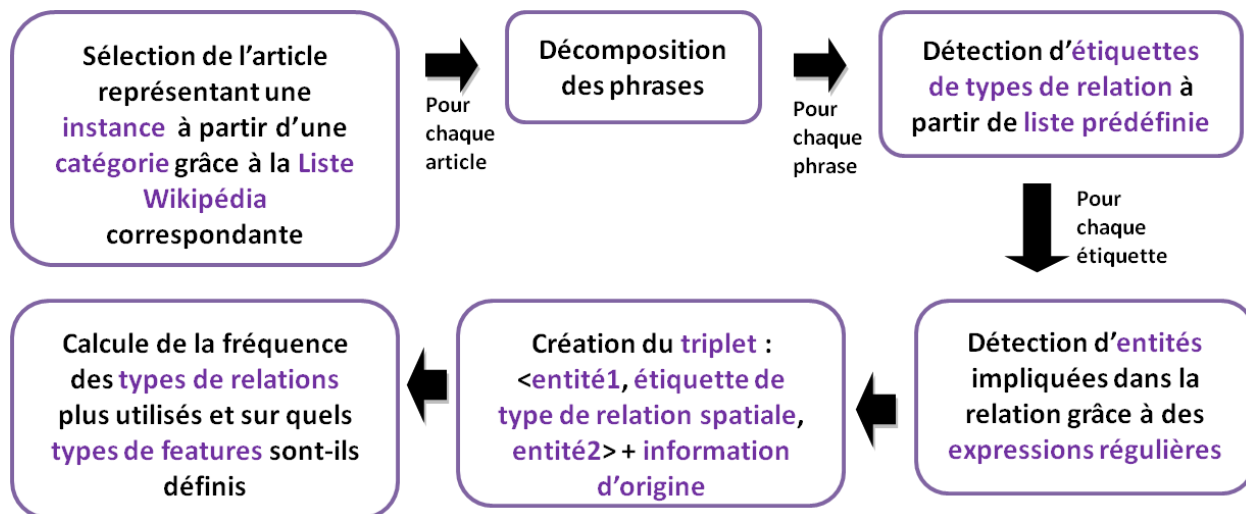 Sélection de l'article
représentant une
instance à partir d'une
catégorie grâce à la Liste
Wikipédia
correspondante
Pour
chaque
article
Décomposition
des phrases
Pour
chaque
phrase
Détection d'étiquettes
de types de relation à
partir de liste prédéfinie
Pour
chaque
étiquette
Détection d'entités
impliquées dans la
relation grâce à des
expressions régulières
Création du triplet :
<entité1, étiquette de
type de relation spatiale,
entité2> + information
d'origine
Calcule de la fréquence
des types de relations
plus utilisés et sur quels
types de features sont-ils
définis